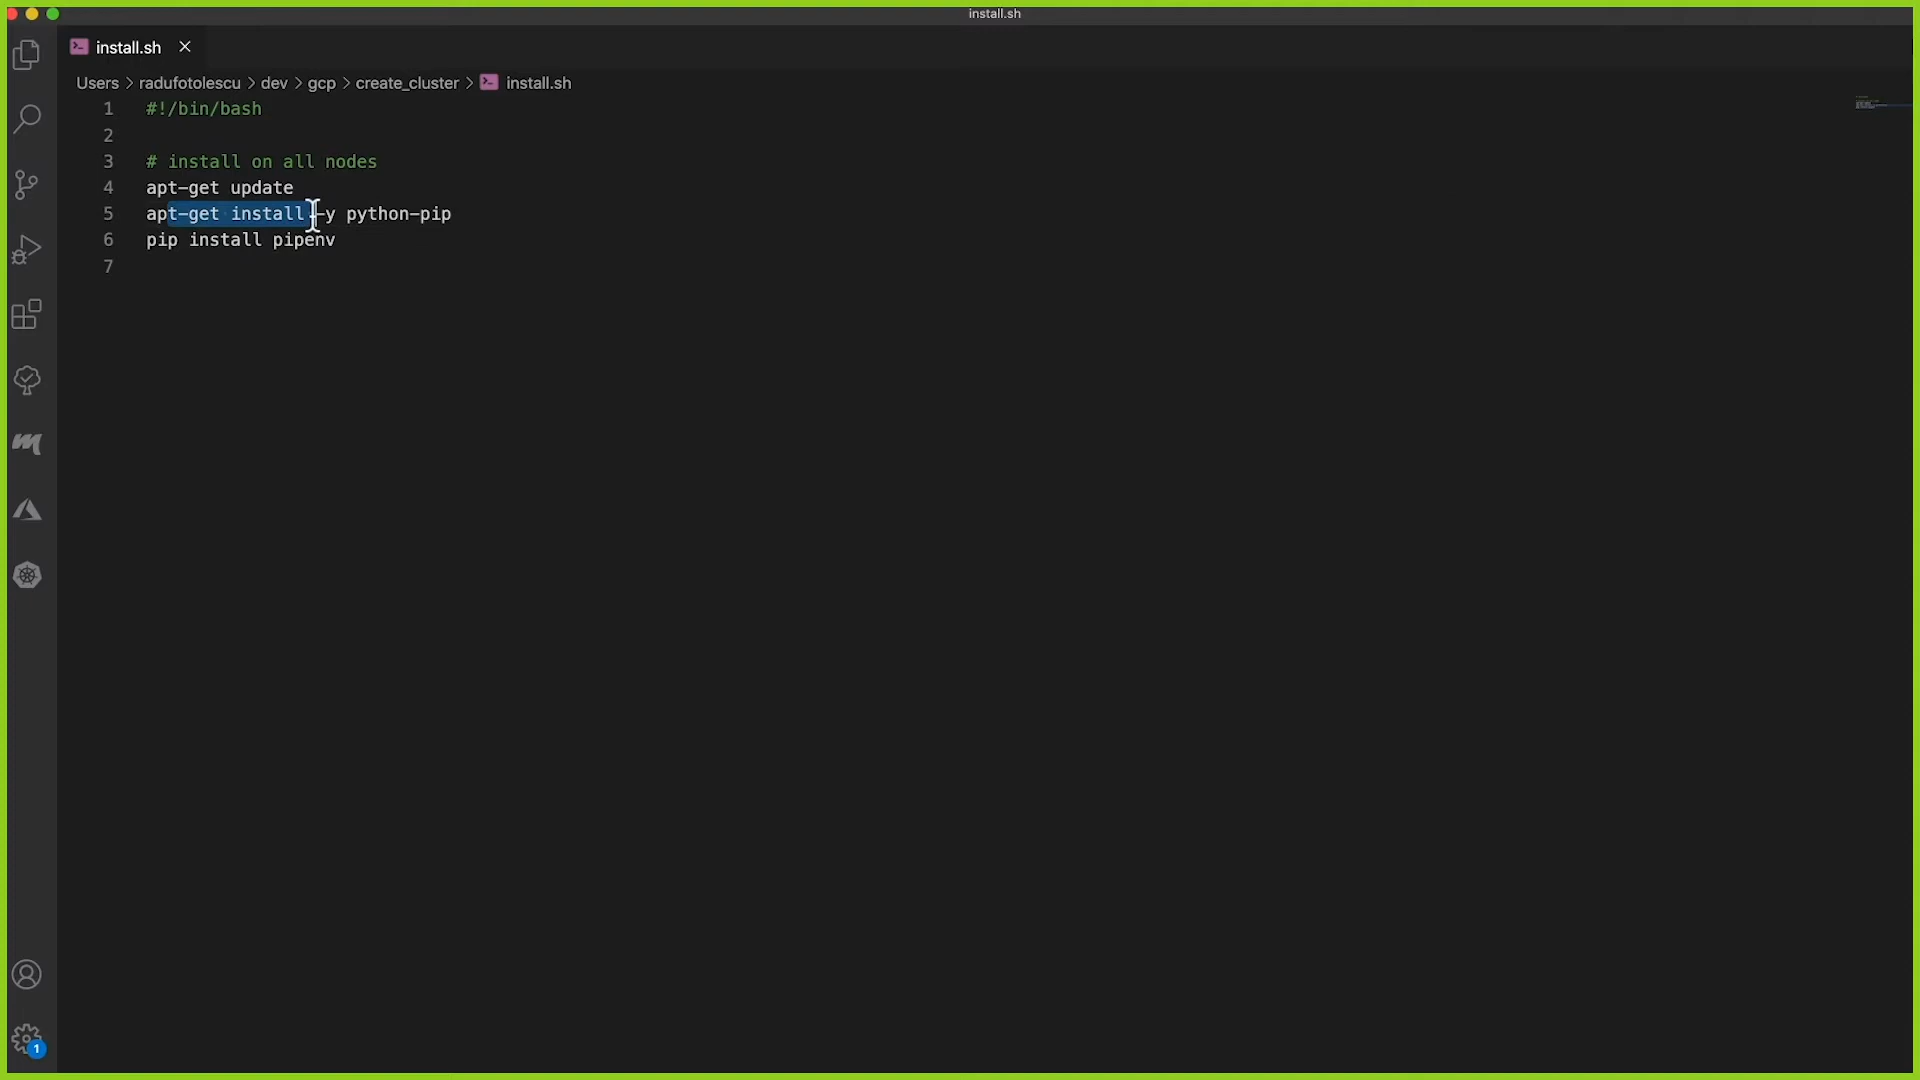 install.sh
install.sh
Users > radufotolescu > dev > gcp > create_cluster > install.sh
1 #!/bin/bash
2
3 # install on all nodes
4 apt-get update
5 apt-get install -y python-pip
6 pip install pipenv
7
1